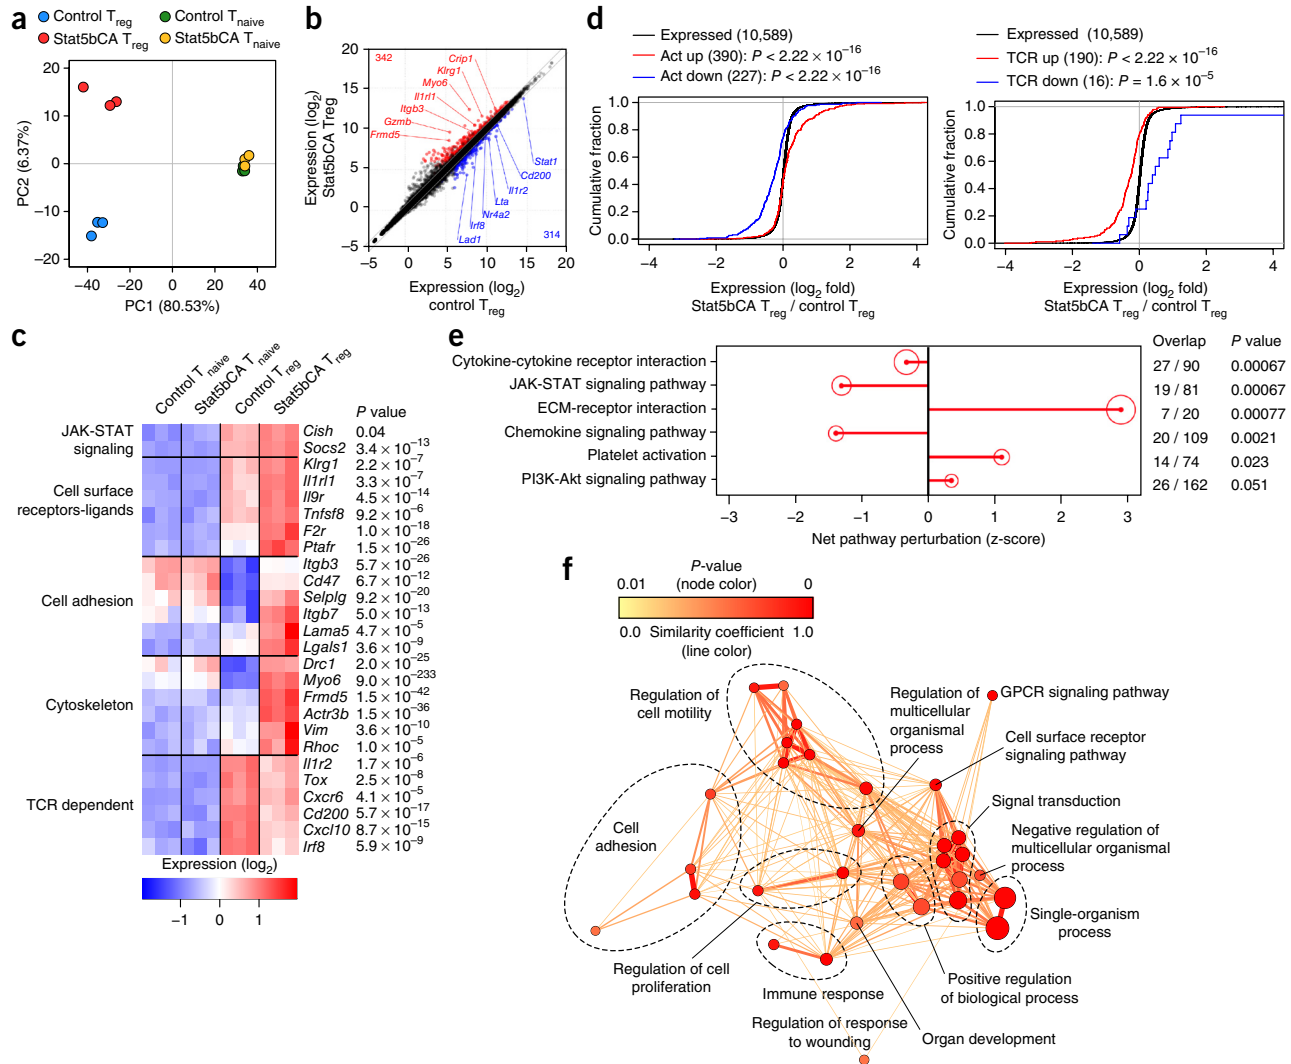 a
Control Treg
Control Tnaive
Stat5bCA Treg
Stat5bCA Tnaive
20
10
0
−10
−20
PC2 (6.37%)
−40
−20
0
20
40
PC1 (80.53%)
b
20
15
10
5
0
−5
Expression (log2)
Stat5bCA Treg
342
Crip1
Klrg1
Myo6
Il1rl1
Itgb3
Gzmb
Frmd5
Stat1
Cd200
Il1r2
Lta
Nr4a2
Irf8
Lad1
314
−5
0
5
10
15
20
Expression (log2)
control Treg
d
Expressed (10,589)
Act up (390): P < 2.22 × 10−16
Act down (227): P < 2.22 × 10−16
1.0
0.8
0.6
0.4
0.2
0
Cumulative fraction
−4
−2
0
2
4
Expression (log2 fold)
Stat5bCA Treg / control Treg
Expressed (10,589)
TCR up (190): P < 2.22 × 10−16
TCR down (16): P = 1.6 × 10−5
1.0
0.8
0.6
0.4
0.2
0
Cumulative fraction
−4
−2
0
2
4
Expression (log2 fold)
Stat5bCA Treg / control Treg
c
Control Tnaive
Stat5bCA Tnaive
Control Treg
Stat5bCA Treg
P value
JAK-STAT
signaling
Cish 0.04
Socs2 3.4 × 10−13
Cell surface
receptors-ligands
Klrg1 2.2 × 10−7
Il1rl1 3.3 × 10−7
Il9r 4.5 × 10−14
Tnfsf8 9.2 × 10−6
F2r 1.0 × 10−18
Ptafr 1.5 × 10−26
Cell adhesion
Itgb3 5.7 × 10−26
Cd47 6.7 × 10−12
Selplg 9.2 × 10−20
Itgb7 5.0 × 10−13
Lama5 4.7 × 10−5
Lgals1 3.6 × 10−9
Cytoskeleton
Drc1 2.0 × 10−25
Myo6 9.0 × 10−233
Frmd5 1.5 × 10−42
Actr3b 1.5 × 10−36
Vim 3.6 × 10−10
Rhoc 1.0 × 10−5
TCR dependent
Il1r2 1.7 × 10−6
Tox 2.5 × 10−8
Cxcr6 4.1 × 10−5
Cd200 5.7 × 10−17
Cxcl10 8.7 × 10−15
Irf8 5.9 × 10−9
Expression (log2)
−1
0
1
e
Overlap P value
Cytokine-cytokine receptor interaction 27 / 90 0.00067
JAK-STAT signaling pathway 19 / 81 0.00067
ECM-receptor interaction 7 / 20 0.00077
Chemokine signaling pathway 20 / 109 0.0021
Platelet activation 14 / 74 0.023
PI3K-Akt signaling pathway 26 / 162 0.051
−3
−2
−1
0
1
2
3
Net pathway perturbation (z-score)
f
P-value
0.01 (node color) 0
0.0 Similarity coefficient 1.0
(line color)
Regulation of
cell motility
Regulation of
multicellular
organismal
process
GPCR signaling pathway
Cell surface receptor
signaling pathway
Signal transduction
Negative regulation of
multicellular organismal
process
Cell
adhesion
Single-organism
process
Regulation of cell
proliferation
Immune response
Positive regulation
of biological process
Regulation of response
to wounding
Organ development